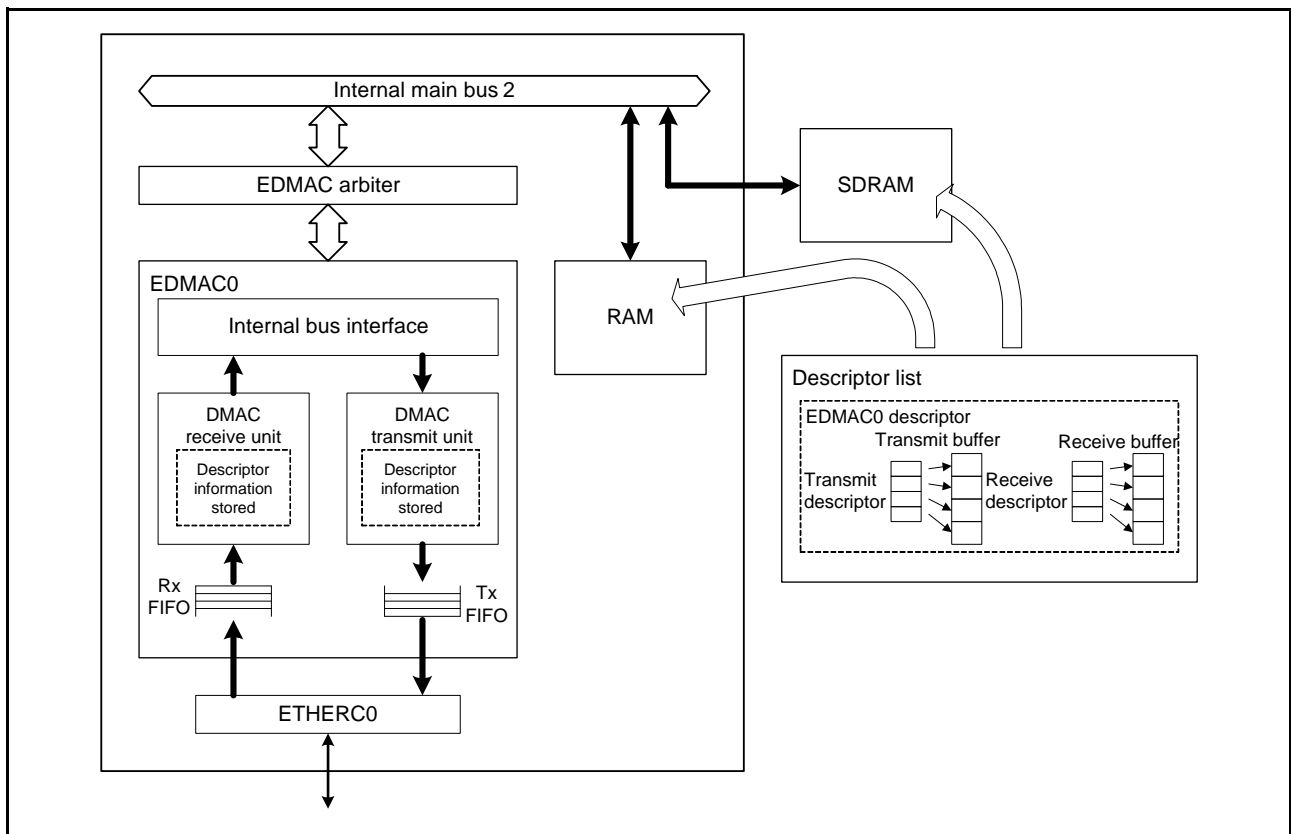 Internal main bus 2
EDMAC arbiter
SDRAM
EDMAC0
Internal bus interface
RAM
DMAC
receive unit
Descriptor
information
stored
DMAC
transmit unit
Descriptor
information
stored
Rx
FIFO
Tx
FIFO
ETHERC0
Descriptor list
EDMAC0 descriptor
Transmit buffer
Transmit
descriptor
Receive buffer
Receive
descriptor